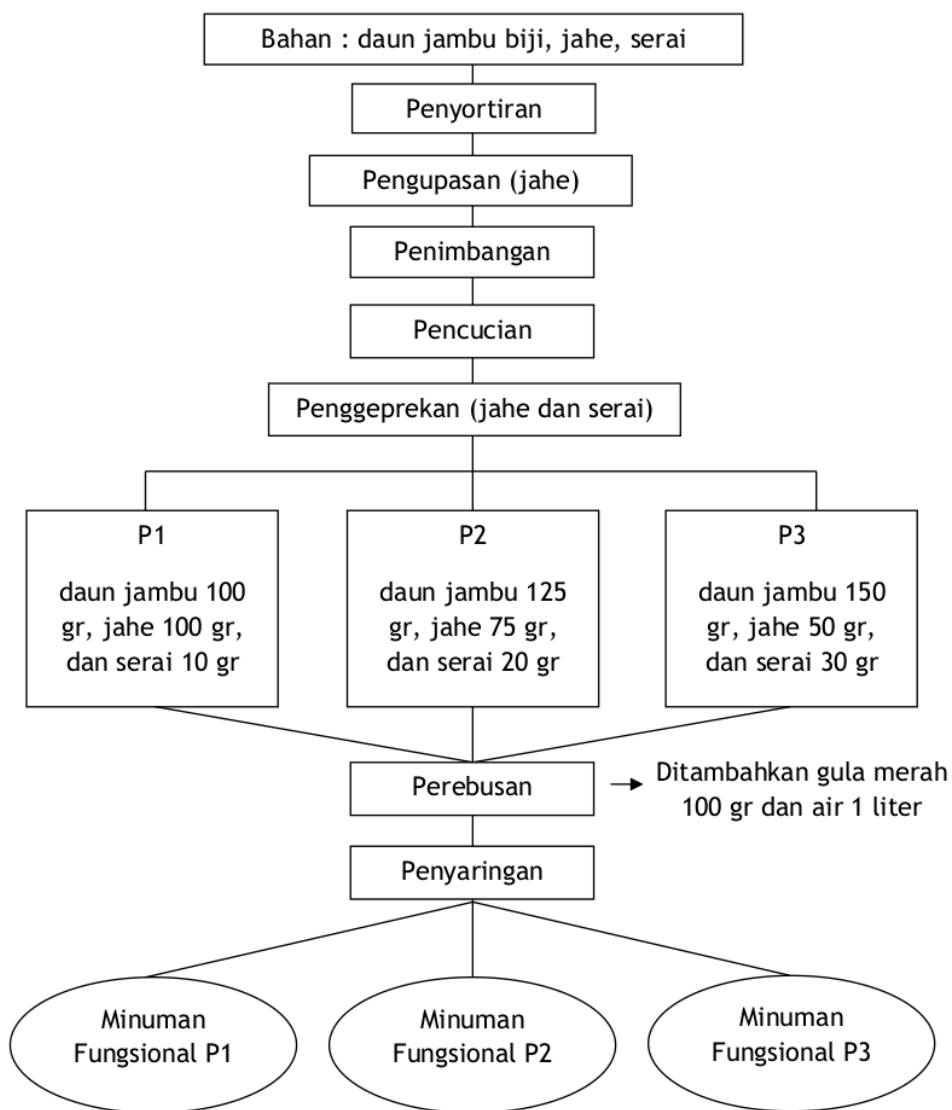 Bahan : daun jambu biji, jahe, serai
Penyortiran
Pengupasan (jahe)
Penimbangan
Pencucian
Penggeprekan (jahe dan serai)
P1
daun jambu 100
gr, jahe 100 gr,
dan serai 10 gr
P2
daun jambu 125
gr, jahe 75 gr,
dan serai 20 gr
P3
daun jambu 150
gr, jahe 50 gr,
dan serai 30 gr
Perebusan
Ditambahkan gula merah
100 gr dan air 1 liter
Penyaringan
Minuman
Fungsional P1
Minuman
Fungsional P2
Minuman
Fungsional P3